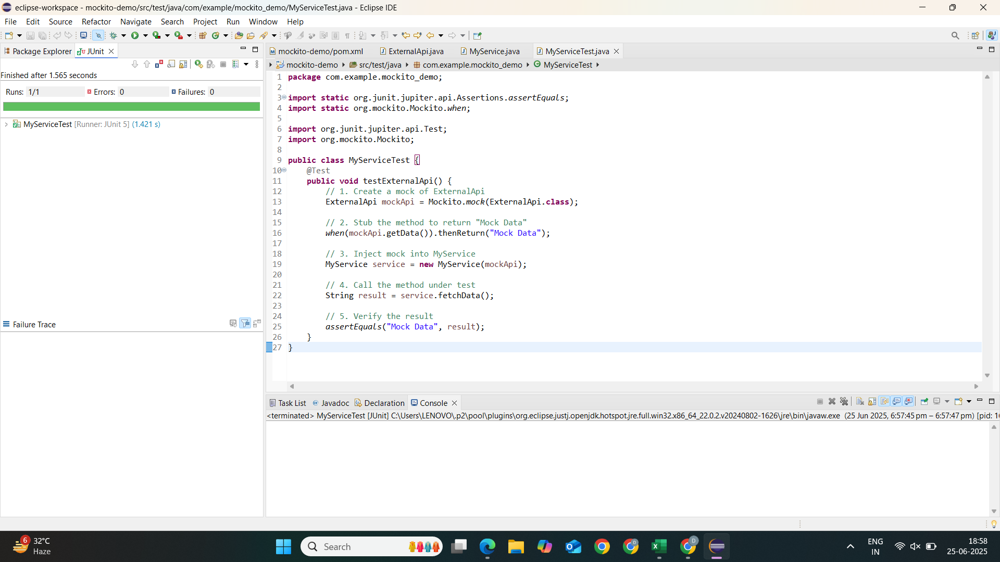 eclipse-workspace - mockito-demo/src/test/java/com/example/mockito_demo/MyServiceTest.java - Eclipse IDE
File Edit Source Refactor Navigate Search Project Run Window Help
Package Explorer JUnit
Finished after 1.565 seconds
Runs: 1/1 Errors: 0 Failures: 0
MyServiceTest [Runner: JUnit 5] (1.421 s)
Failure Trace
mockito-demo/pom.xml ExternalApi.java MyService.java MyServiceTest.java
mockito-demo src/test/java com.example.mockito_demo MyServiceTest
1 package com.example.mockito_demo;
2
3 import static org.junit.jupiter.api.Assertions.assertEquals;
4 import static org.mockito.Mockito.when;
5
6 import org.junit.jupiter.api.Test;
7 import org.mockito.Mockito;
8
9 public class MyServiceTest {
10 @Test
11 public void testExternalApi() {
12 // 1. Create a mock of ExternalApi
13 ExternalApi mockApi = Mockito.mock(ExternalApi.class);
14
15 // 2. Stub the method to return "Mock Data"
16 when(mockApi.getData()).thenReturn("Mock Data");
17
18 // 3. Inject mock into MyService
19 MyService service = new MyService(mockApi);
20
21 // 4. Call the method under test
22 String result = service.fetchData();
23
24 // 5. Verify the result
25 assertEquals("Mock Data", result);
26 }
27 }
Task List Javadoc Declaration Console
<terminated> MyServiceTest [JUnit] C:\Users\LENOVO\.p2\pool\plugins\org.eclipse.justj.openjdk.hotspot.jre.full.win32.x86_64_22.0.2.v20240802-1626\jre\bin\javaw.exe (25 Jun 2025, 6:57:45 pm – 6:57:47 pm) [pid:
6
32°C
Haze
Search
ENG
IN
18:58
25-06-2025